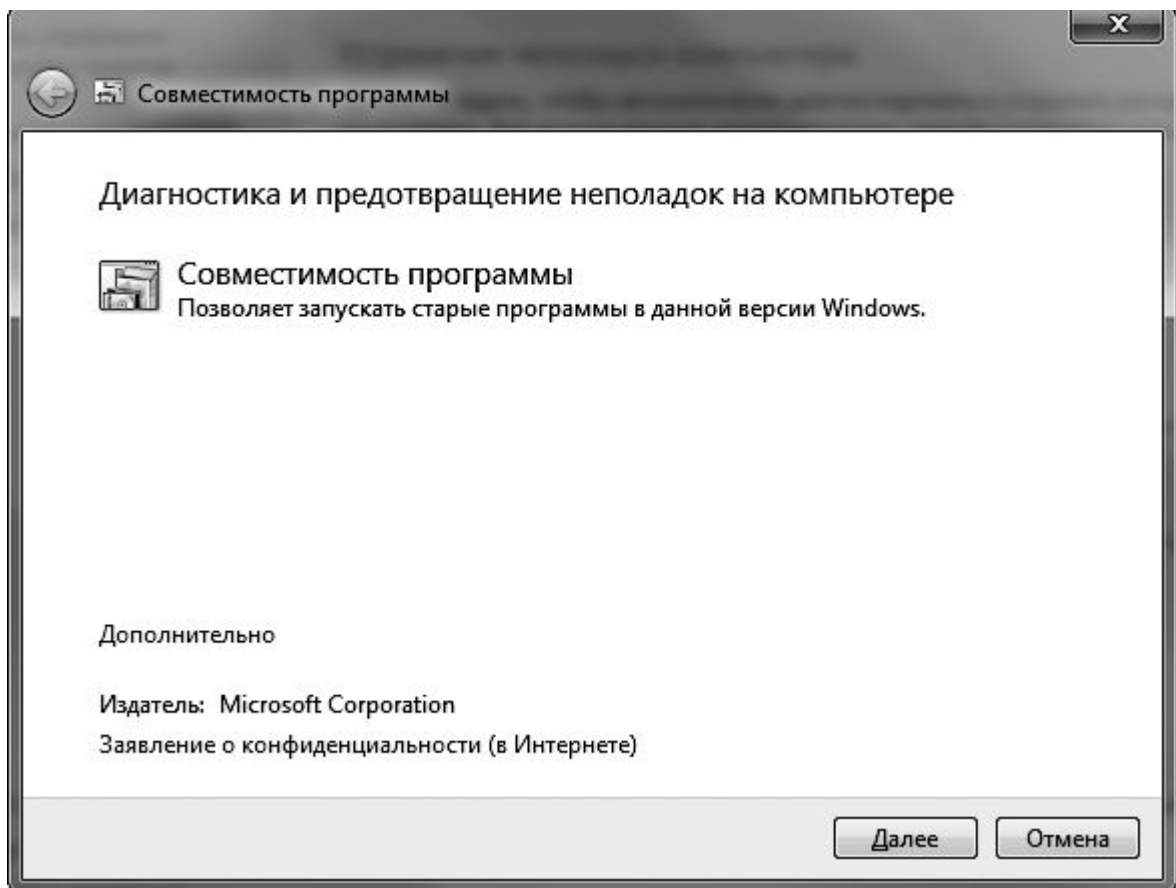 Совместимость программы
Диагностика и предотвращение неполадок на компьютере
Совместимость программы
Позволяет запускать старые программы в данной версии Windows.
Дополнительно
Издатель: Microsoft Corporation
Заявление о конфиденциальности (в Интернете)
Далее Отмена